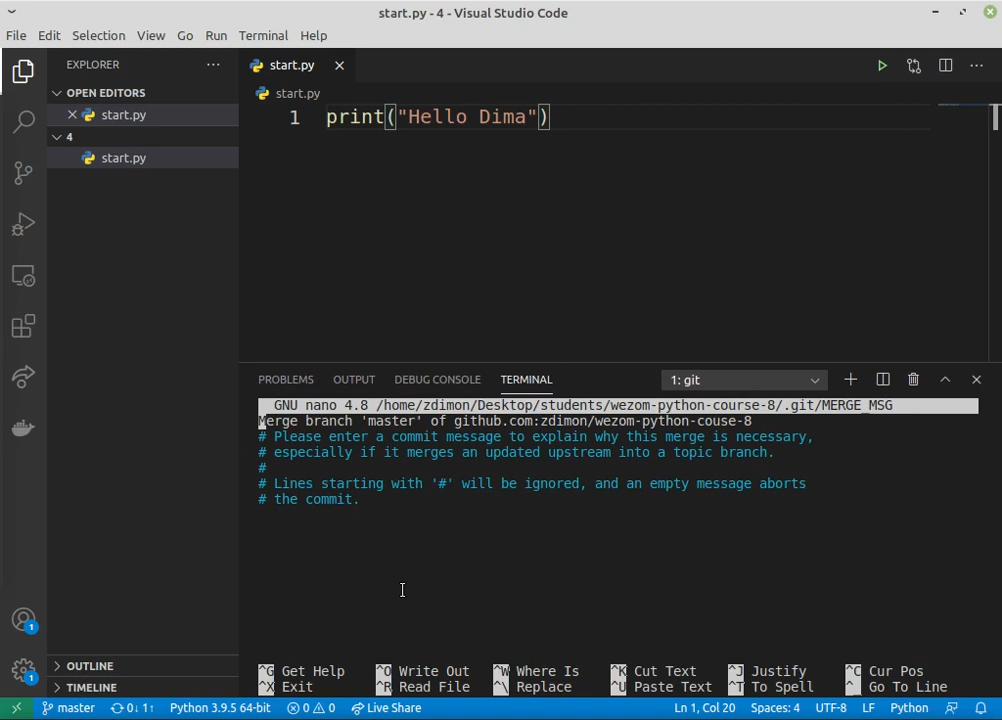 start.py - 4 - Visual Studio Code
File Edit Selection View Go Run Terminal Help
EXPLORER
start.py
OPEN EDITORS
start.py
start.py
4
start.py
1 print("Hello Dima")
PROBLEMS OUTPUT DEBUG CONSOLE TERMINAL 1: git
GNU nano 4.8 /home/zdimon/Desktop/students/wezom-python-course-8/.git/MERGE_MSG
Merge branch 'master' of github.com:zdimon/wezom-python-couse-8
# Please enter a commit message to explain why this merge is necessary,
# especially if it merges an updated upstream into a topic branch.
#
# Lines starting with '#' will be ignored, and an empty message aborts
# the commit.
^G Get Help ^O Write Out ^W Where Is ^K Cut Text ^J Justify ^C Cur Pos
^X Exit ^R Read File ^\ Replace ^U Paste Text ^T To Spell ^_ Go To Line
1
1
OUTLINE
TIMELINE
master 0↓ 1↑ Python 3.9.5 64-bit 0 0 Live Share Ln 1, Col 20 Spaces: 4 UTF-8 LF Python